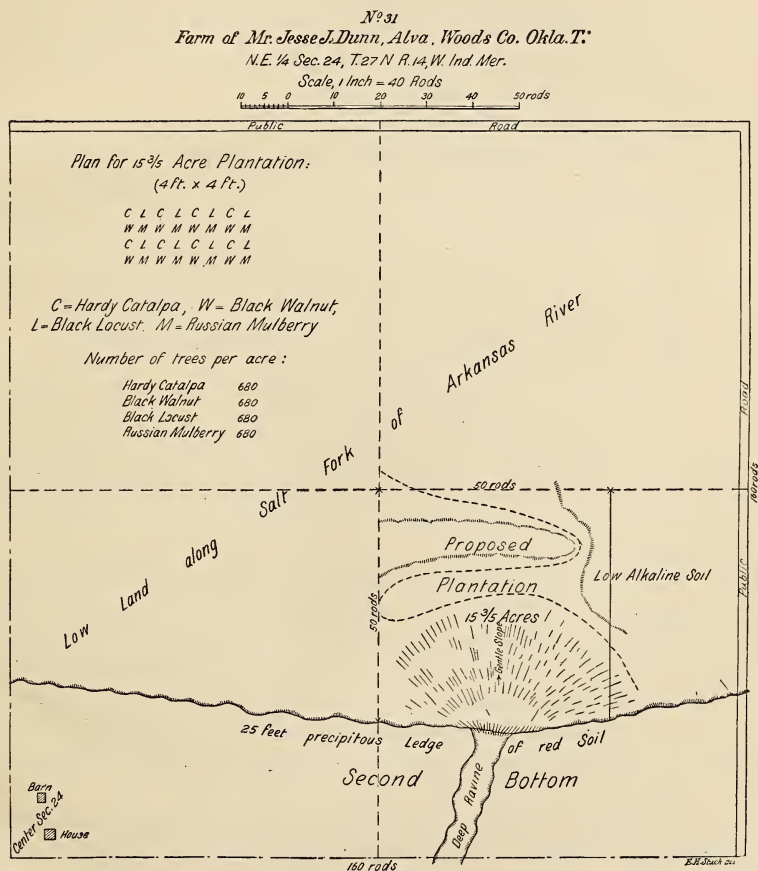 Nº 31
Farm of Mr. Jesse J. Dunn, Alva, Woods Co. Okla. T.
N.E. ¼ Sec. 24, T. 27 N R. 14, W. Ind. Mer.
Scale, 1 Inch = 40 Rods
10 5 0 10 20 30 40 50 rods
Public Road
Plan for 15 3/5 Acre Plantation:
(4 ft. x 4 ft.)
C L C L C L C L
W M W M W M W M
C L C L C L C L
W M W M W M W M
C = Hardy Catalpa, W = Black Walnut,
L = Black Locust. M = Russian Mulberry
Number of trees per acre:
Hardy Catalpa 680
Black Walnut 680
Black Locust 680
Russian Mulberry 680
Low Land along Salt Fork of Arkansas River
Public Road
160 rods
50 rods
50 rods
Proposed
Plantation
15 3/5 Acres
Gentle Slope
Low Alkaline Soil
25 feet precipitous Ledge of red Soil
Second Bottom
Deep Ravine
Barn
Center Sec. 24
House
160 rods
E.H. Stuck Del